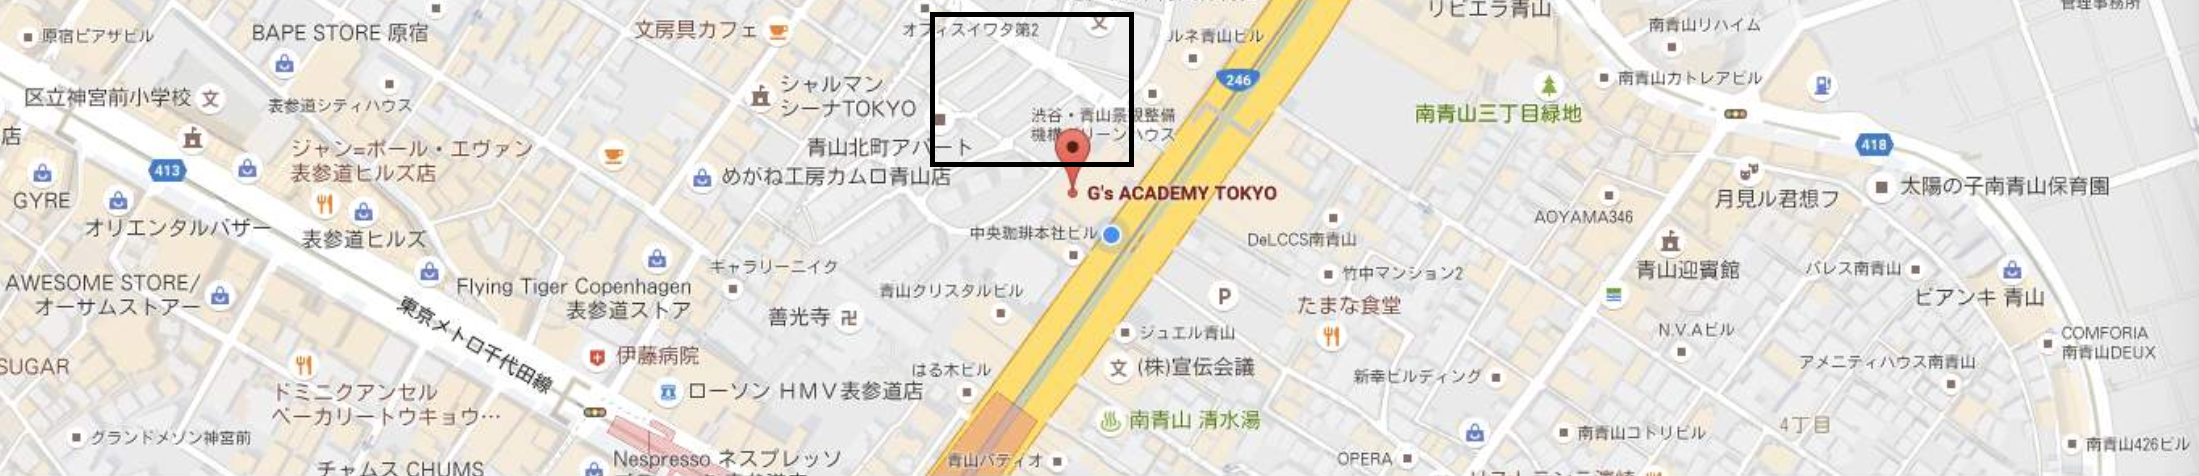 リビエラ青山
管理事務所
原宿ピアザビル
BAPE STORE 原宿
文房具カフェ
オフィスイワタ第2
文
ルネ青山ビル
南青山リハイム
246
南青山カトレアビル
区立神宮前小学校
文
表参道シティハウス
シャルマン
シーナTOKYO
渋谷・青山景観整備
機構
リーンハウス
南青山三丁目緑地
店
413
ジャン=ポール・エヴァン
表参道ヒルズ店
青山北町アパート
めがね工房カムロ青山店
418
太陽の子南青山保育園
GYRE
オリエンタルバザー
表参道ヒルズ
G's ACADEMY TOKYO
月見ル君想フ
AOYAMA346
中央珈琲本社ビル
DeLCCS南青山
AWESOME STORE/
オーサムストアー
Flying Tiger Copenhagen
表参道ストア
ギャラリーニイク
竹中マンション2
青山迎賓館
パレス南青山
ビアンキ 青山
青山クリスタルビル
P
たまな食堂
東京メトロ千代田線
善光寺
卍
ジュエル青山
N.V.Aビル
COMFORIA
南青山DEUX
SUGAR
伊藤病院
はる木ビル
文
(株)宣伝会議
新幸ビルディング
アメニティハウス南青山
ドミニクアンセル
ベーカリートウキョウ…
ローソン HMV表参道店
南青山 清水湯
4丁目
グランドメゾン神宮前
南青山コトリビル
南青山426ビル
チャムス CHUMS
Nespresso ネスプレッソ
青山パティオ
OPERA